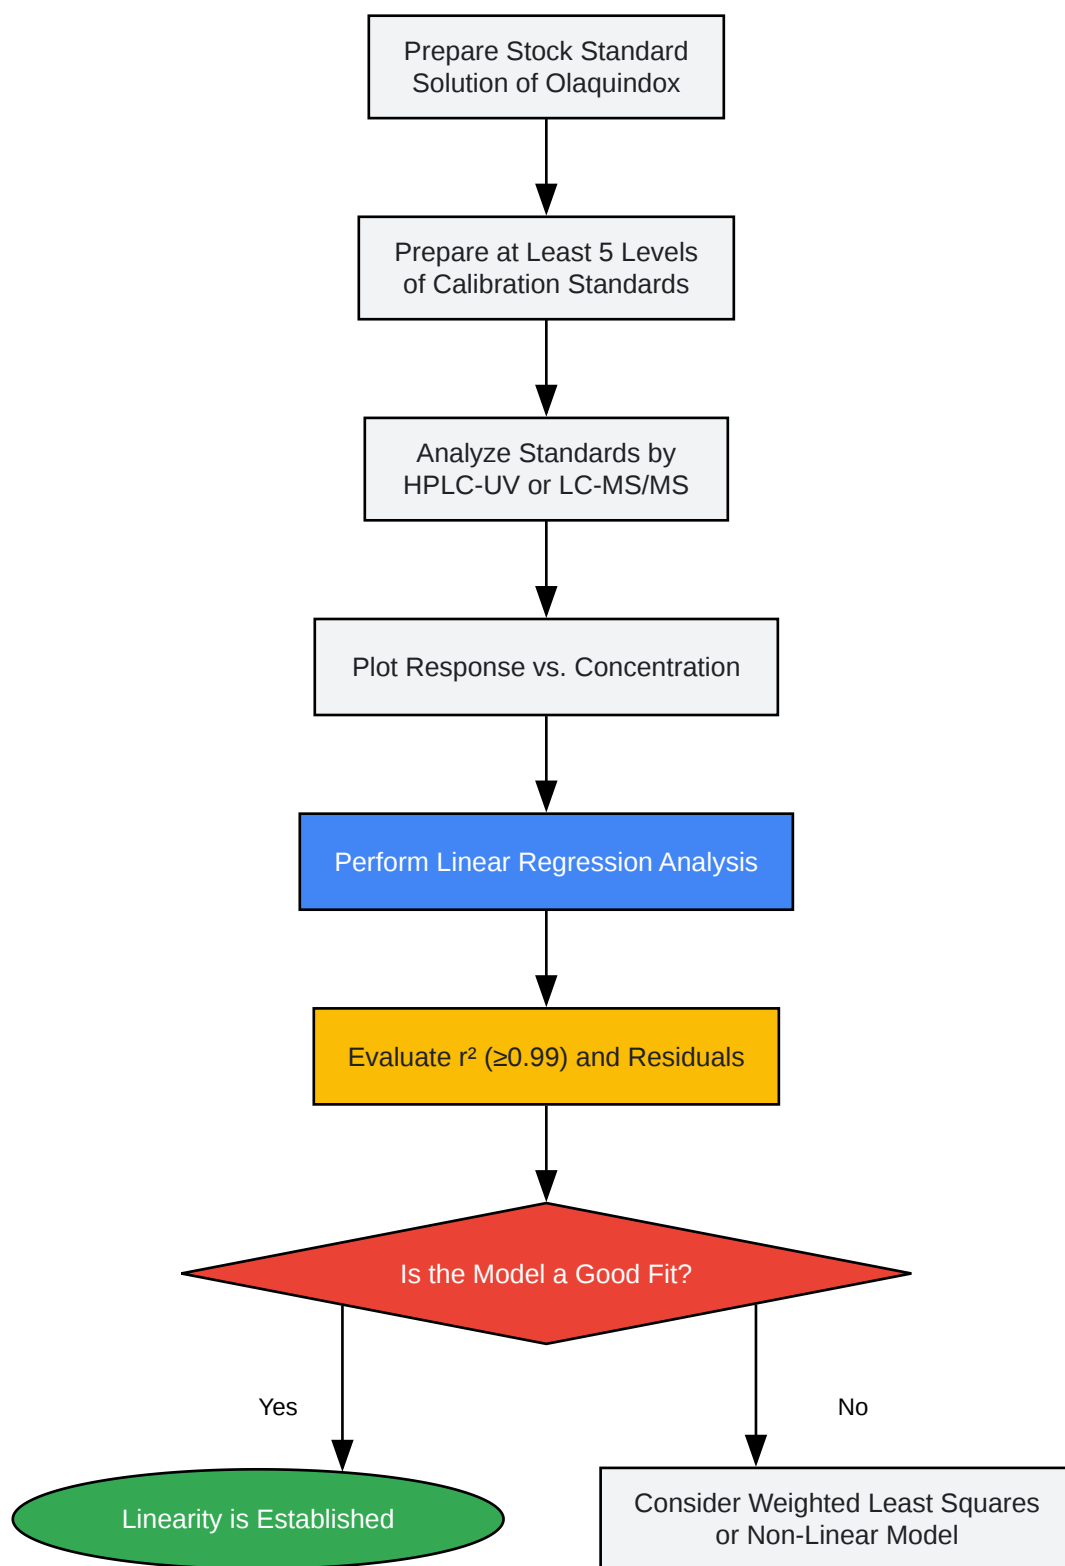 Prepare Stock Standard
Solution of Olaquindox
Prepare at Least 5 Levels
of Calibration Standards
Analyze Standards by
HPLC-UV or LC-MS/MS
Plot Response vs. Concentration
Perform Linear Regression Analysis
Evaluate r² (≥0.99) and Residuals
Is the Model a Good Fit?
Yes
No
Linearity is Established
Consider Weighted Least Squares
or Non-Linear Model